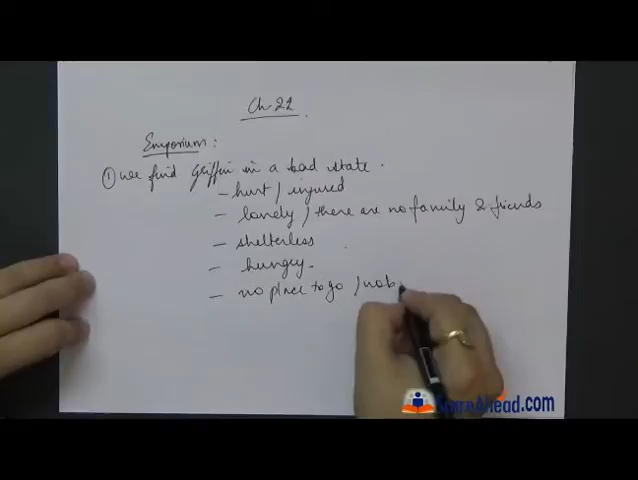 Ch-22
Emporium:
① we find Griffin in a bad state.
- hurt / injured
- lonely / there are no family & friends
- shelterless
- hungry.
- no place to go / nob
ScoreAhead.com